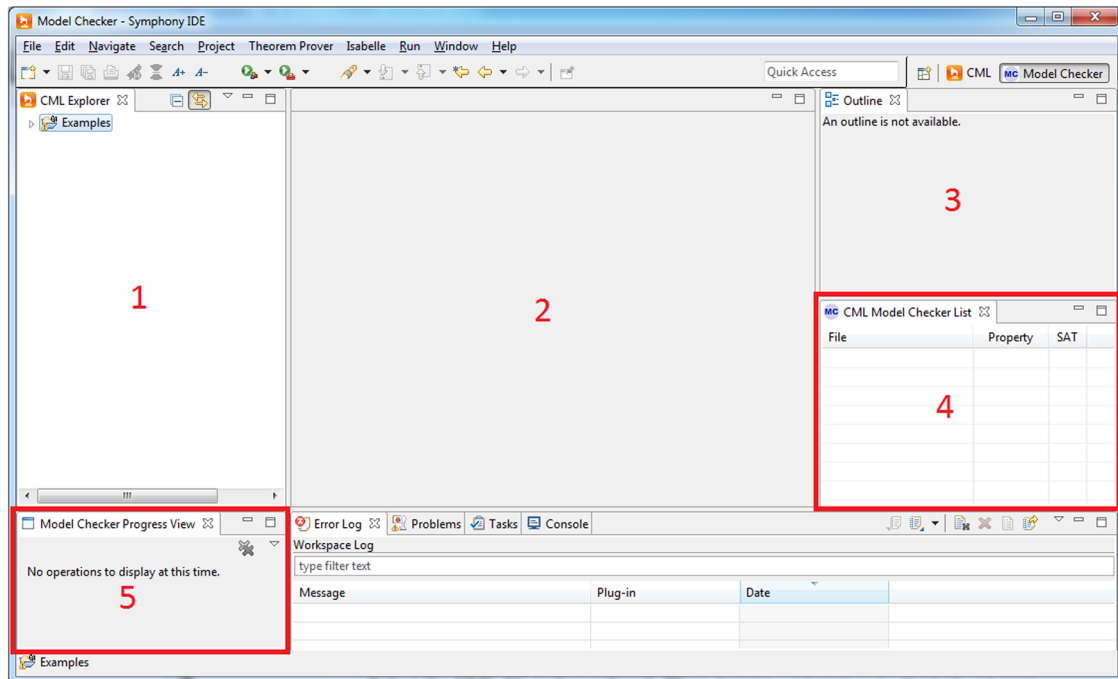 Model Checker - Symphony IDE
File Edit Navigate Search Project Theorem Prover Isabelle Run Window Help
A+ A- Quick Access CML MC Model Checker
CML Explorer
Examples
1
2
Outline
An outline is not available.
3
MC CML Model Checker List
File Property SAT
4
Model Checker Progress View
No operations to display at this time.
5
Error Log Problems Tasks Console
Workspace Log
type filter text
Message Plug-in Date
Examples